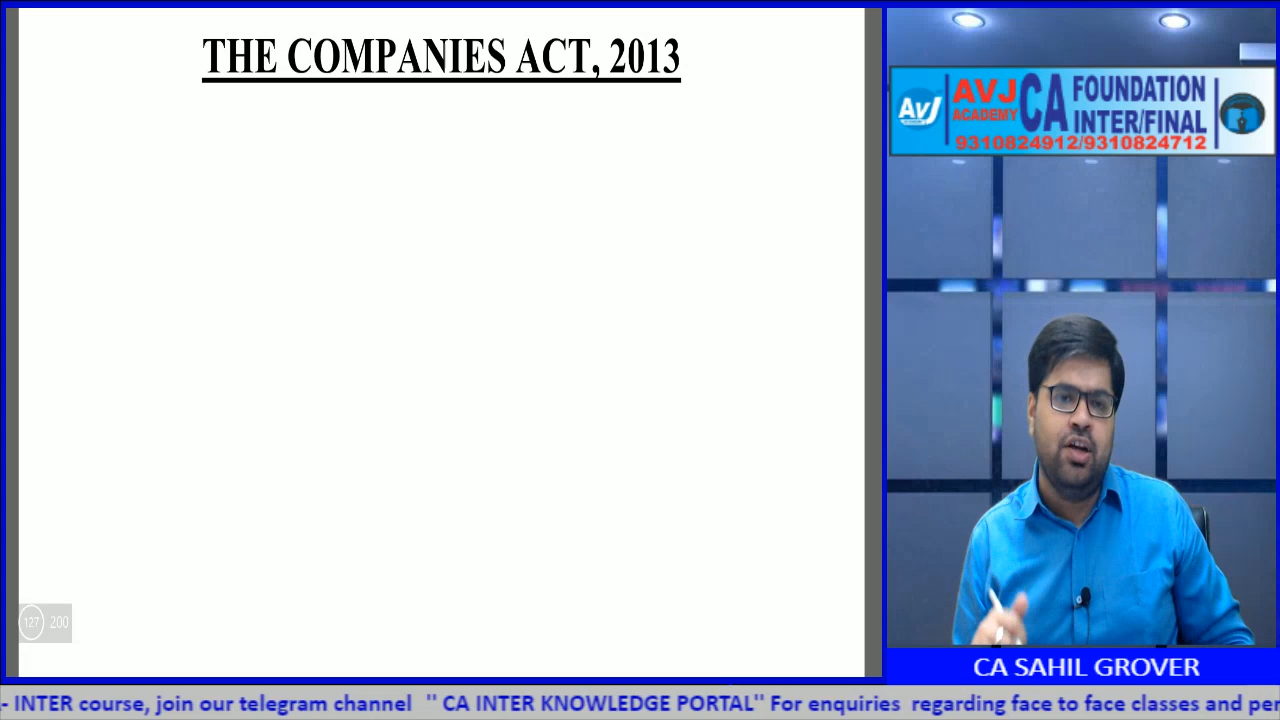 THE COMPANIES ACT, 2013
AVJ
AVJ
ACADEMY
CA
FOUNDATION
INTER/FINAL
9310824912/9310824712
127 200
CA SAHIL GROVER
- INTER course, join our telegram channel '' CA INTER KNOWLEDGE PORTAL'' For enquiries regarding face to face classes and per